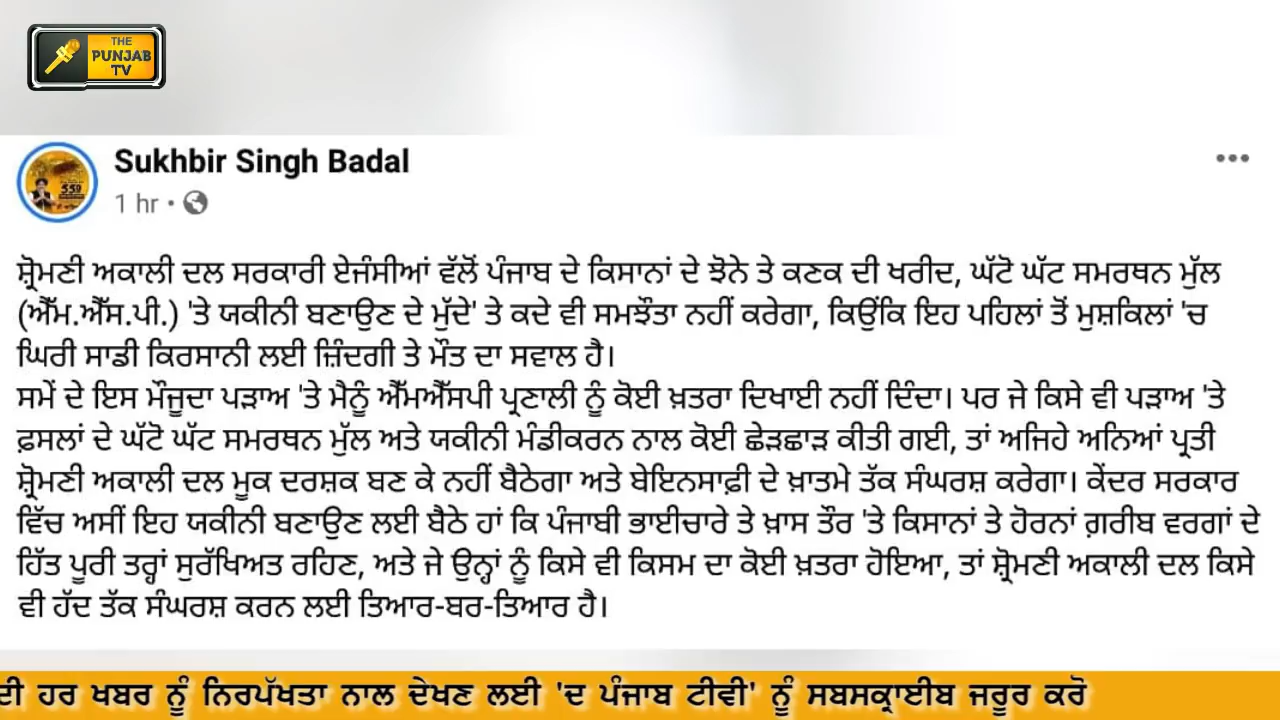 THE
PUNJAB
TV
Sukhbir Singh Badal
1 hr •
ਸ਼੍ਰੋਮਣੀ ਅਕਾਲੀ ਦਲ ਸਰਕਾਰੀ ਏਜੰਸੀਆਂ ਵੱਲੋਂ ਪੰਜਾਬ ਦੇ ਕਿਸਾਨਾਂ ਦੇ ਝੋਨੇ ਤੇ ਕਣਕ ਦੀ ਖਰੀਦ, ਘੱਟੋ ਘੱਟ ਸਮਰਥਨ ਮੁੱਲ
(ਐੱਮ.ਐੱਸ.ਪੀ.) 'ਤੇ ਯਕੀਨੀ ਬਣਾਉਣ ਦੇ ਮੁੱਦੇ' ਤੇ ਕਦੇ ਵੀ ਸਮਝੌਤਾ ਨਹੀਂ ਕਰੇਗਾ, ਕਿਉਂਕਿ ਇਹ ਪਹਿਲਾਂ ਤੋਂ ਮੁਸ਼ਕਿਲਾਂ 'ਚ
ਘਿਰੀ ਸਾਡੀ ਕਿਰਸਾਨੀ ਲਈ ਜ਼ਿੰਦਗੀ ਤੇ ਮੌਤ ਦਾ ਸਵਾਲ ਹੈ।
ਸਮੇਂ ਦੇ ਇਸ ਮੌਜੂਦਾ ਪੜਾਅ 'ਤੇ ਮੈਨੂੰ ਐੱਮਐੱਸਪੀ ਪ੍ਰਣਾਲੀ ਨੂੰ ਕੋਈ ਖ਼ਤਰਾ ਦਿਖਾਈ ਨਹੀਂ ਦਿੰਦਾ। ਪਰ ਜੇ ਕਿਸੇ ਵੀ ਪੜਾਅ 'ਤੇ
ਫ਼ਸਲਾਂ ਦੇ ਘੱਟੋ ਘੱਟ ਸਮਰਥਨ ਮੁੱਲ ਅਤੇ ਯਕੀਨੀ ਮੰਡੀਕਰਨ ਨਾਲ ਕੋਈ ਛੇੜਛਾੜ ਕੀਤੀ ਗਈ, ਤਾਂ ਅਜਿਹੇ ਅਨਿਆਂ ਪ੍ਰਤੀ
ਸ਼੍ਰੋਮਣੀ ਅਕਾਲੀ ਦਲ ਮੂਕ ਦਰਸ਼ਕ ਬਣ ਕੇ ਨਹੀਂ ਬੈਠੇਗਾ ਅਤੇ ਬੇਇਨਸਾਫ਼ੀ ਦੇ ਖ਼ਾਤਮੇ ਤੱਕ ਸੰਘਰਸ਼ ਕਰੇਗਾ। ਕੇਂਦਰ ਸਰਕਾਰ
ਵਿੱਚ ਅਸੀਂ ਇਹ ਯਕੀਨੀ ਬਣਾਉਣ ਲਈ ਬੈਠੇ ਹਾਂ ਕਿ ਪੰਜਾਬੀ ਭਾਈਚਾਰੇ ਤੇ ਖ਼ਾਸ ਤੌਰ 'ਤੇ ਕਿਸਾਨਾਂ ਤੇ ਹੋਰਨਾਂ ਗ਼ਰੀਬ ਵਰਗਾਂ ਦੇ
ਹਿੱਤ ਪੂਰੀ ਤਰ੍ਹਾਂ ਸੁਰੱਖਿਅਤ ਰਹਿਣ, ਅਤੇ ਜੇ ਉਨ੍ਹਾਂ ਨੂੰ ਕਿਸੇ ਵੀ ਕਿਸਮ ਦਾ ਕੋਈ ਖ਼ਤਰਾ ਹੋਇਆ, ਤਾਂ ਸ਼੍ਰੋਮਣੀ ਅਕਾਲੀ ਦਲ ਕਿਸੇ
ਵੀ ਹੱਦ ਤੱਕ ਸੰਘਰਸ਼ ਕਰਨ ਲਈ ਤਿਆਰ-ਬਰ-ਤਿਆਰ ਹੈ।
ਦੀ ਹਰ ਖਬਰ ਨੂੰ ਨਿਰਪੱਖਤਾ ਨਾਲ ਦੇਖਣ ਲਈ 'ਦ ਪੰਜਾਬ ਟੀਵੀ' ਨੂੰ ਸਬਸਕ੍ਰਾਈਬ ਜਰੂਰ ਕਰੋ